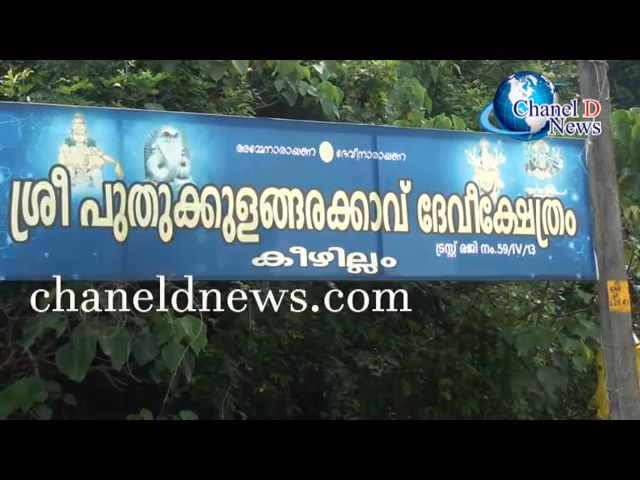 Chanel D
News
അമ്മേനാരായണ ദേവീനാരായണ
ശ്രീ പുതുക്കുളങ്ങരക്കാവ് ദേവീക്ഷേത്രം
ട്രസ്റ്റ് രജി നം.59/IV/13
കീഴില്ലം
chaneldnews.com